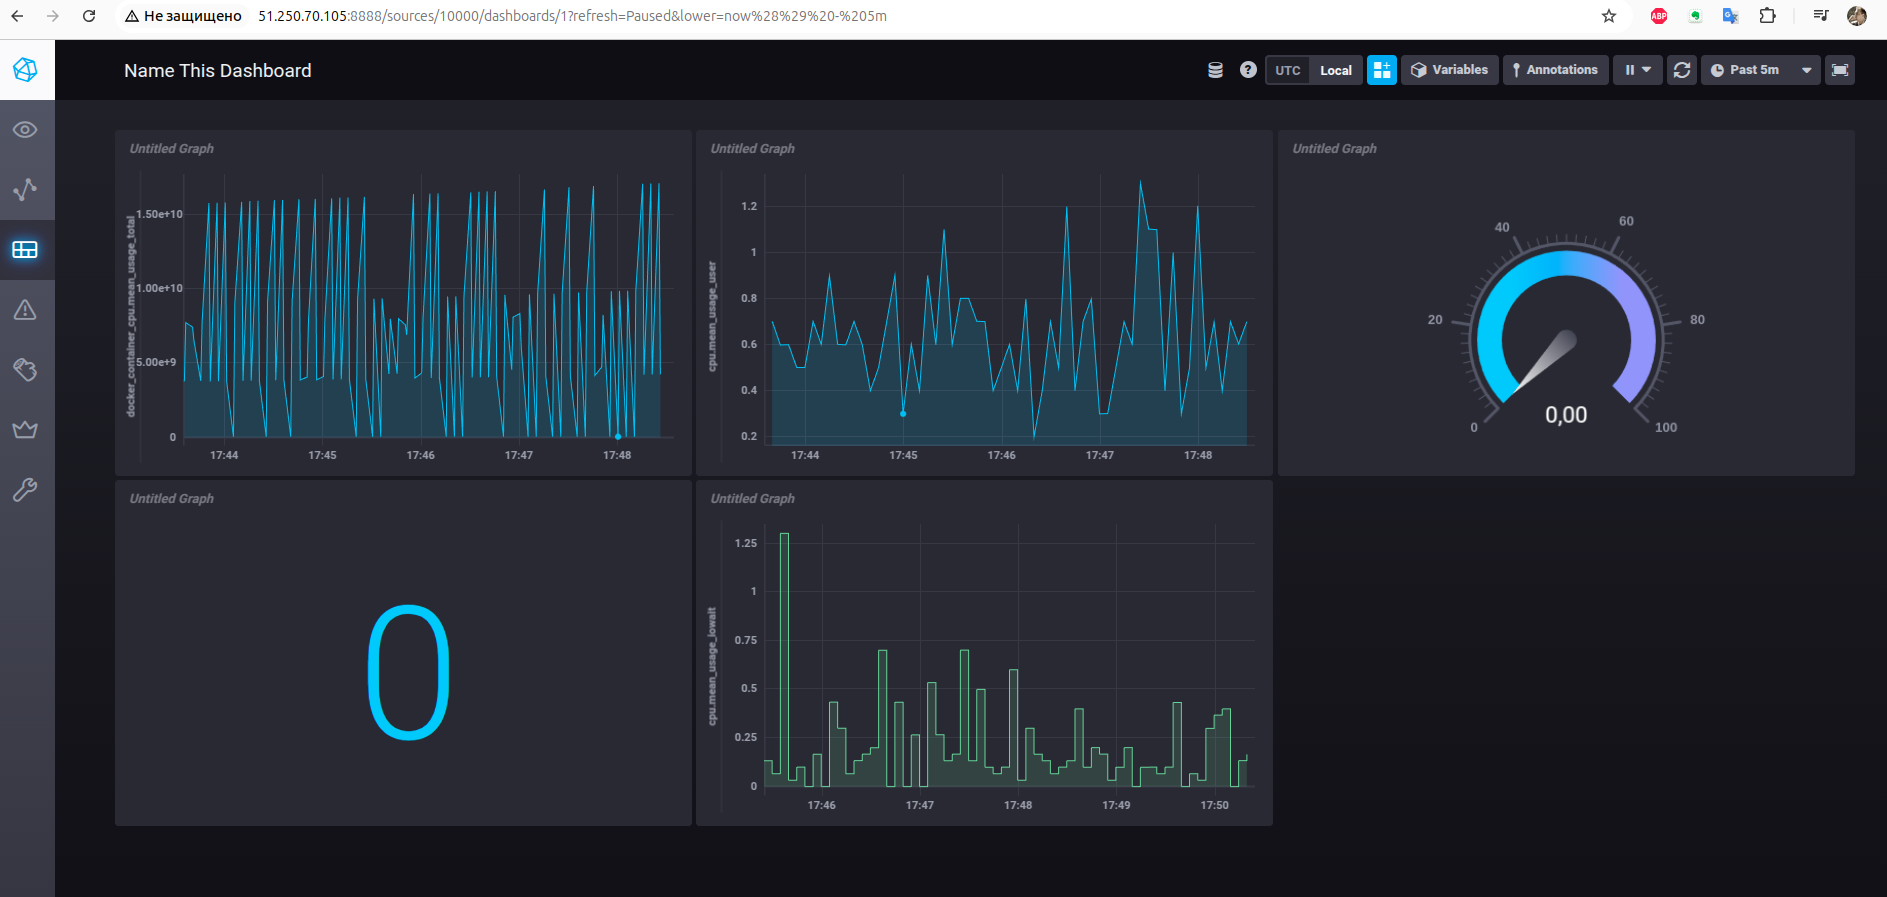 Не защищено 51.250.70.105:8888/sources/10000/dashboards/1?refresh=Paused&lower=now%28%29%20-%205m
ABP
Name This Dashboard
UTC Local Variables Annotations Past 5m
Untitled Graph
docker_container_cpu.mean_usage_total
1.50e+10
1.00e+10
5.00e+9
0
17:44 17:45 17:46 17:47 17:48
Untitled Graph
cpu.mean_usage_user
1.2
1
0.8
0.6
0.4
0.2
17:44 17:45 17:46 17:47 17:48
Untitled Graph
0 20 40 60 80 100
0,00
Untitled Graph
0
Untitled Graph
cpu.mean_usage_iowait
1.25
1
0.75
0.5
0.25
0
17:46 17:47 17:48 17:49 17:50